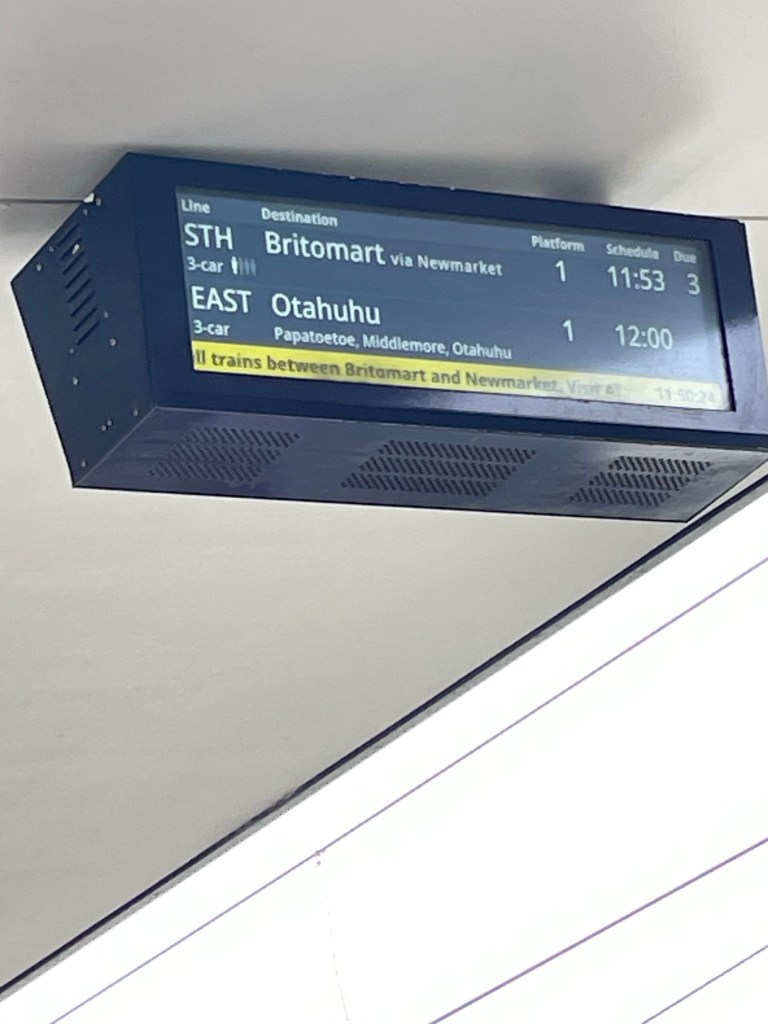 Line Destination Platform Schedule Due
STH Britomart via Newmarket 1 11:53 3
3-car
EAST Otahuhu 1 12:00
3-car Papatoetoe, Middlemore, Otahuhu
ll trains between Britomart and Newmarket. Visit 11:50:24